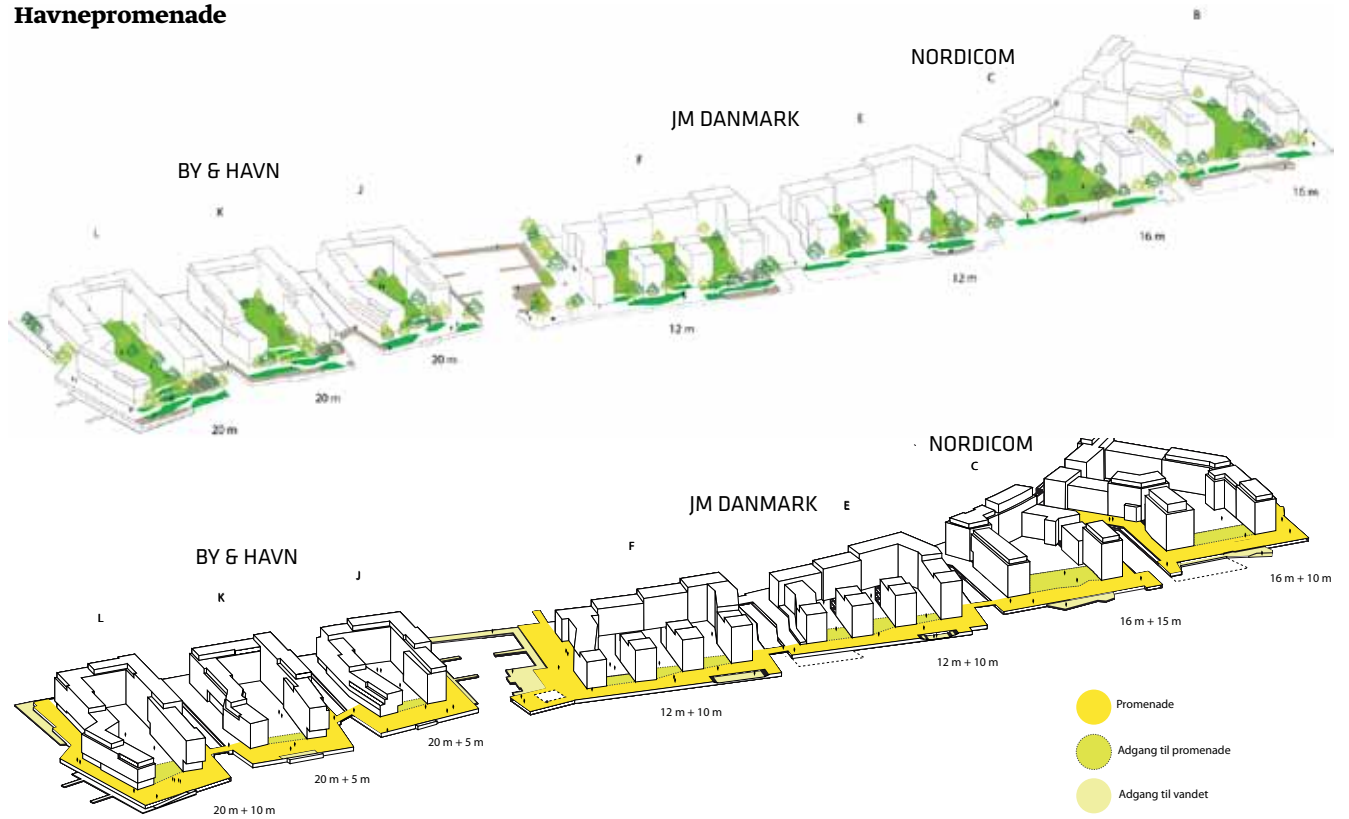 Havnepromenade
B
NORDICOM
C
JM DANMARK
E
F
BY & HAVN
J
K
L
16 m
16 m
12 m
12 m
20 m
20 m
20 m
NORDICOM
C
JM DANMARK
E
F
BY & HAVN
J
K
L
16 m + 10 m
16 m + 15 m
12 m + 10 m
12 m + 10 m
20 m + 5 m
20 m + 5 m
20 m + 10 m
Promenade
Adgang til promenade
Adgang til vandet